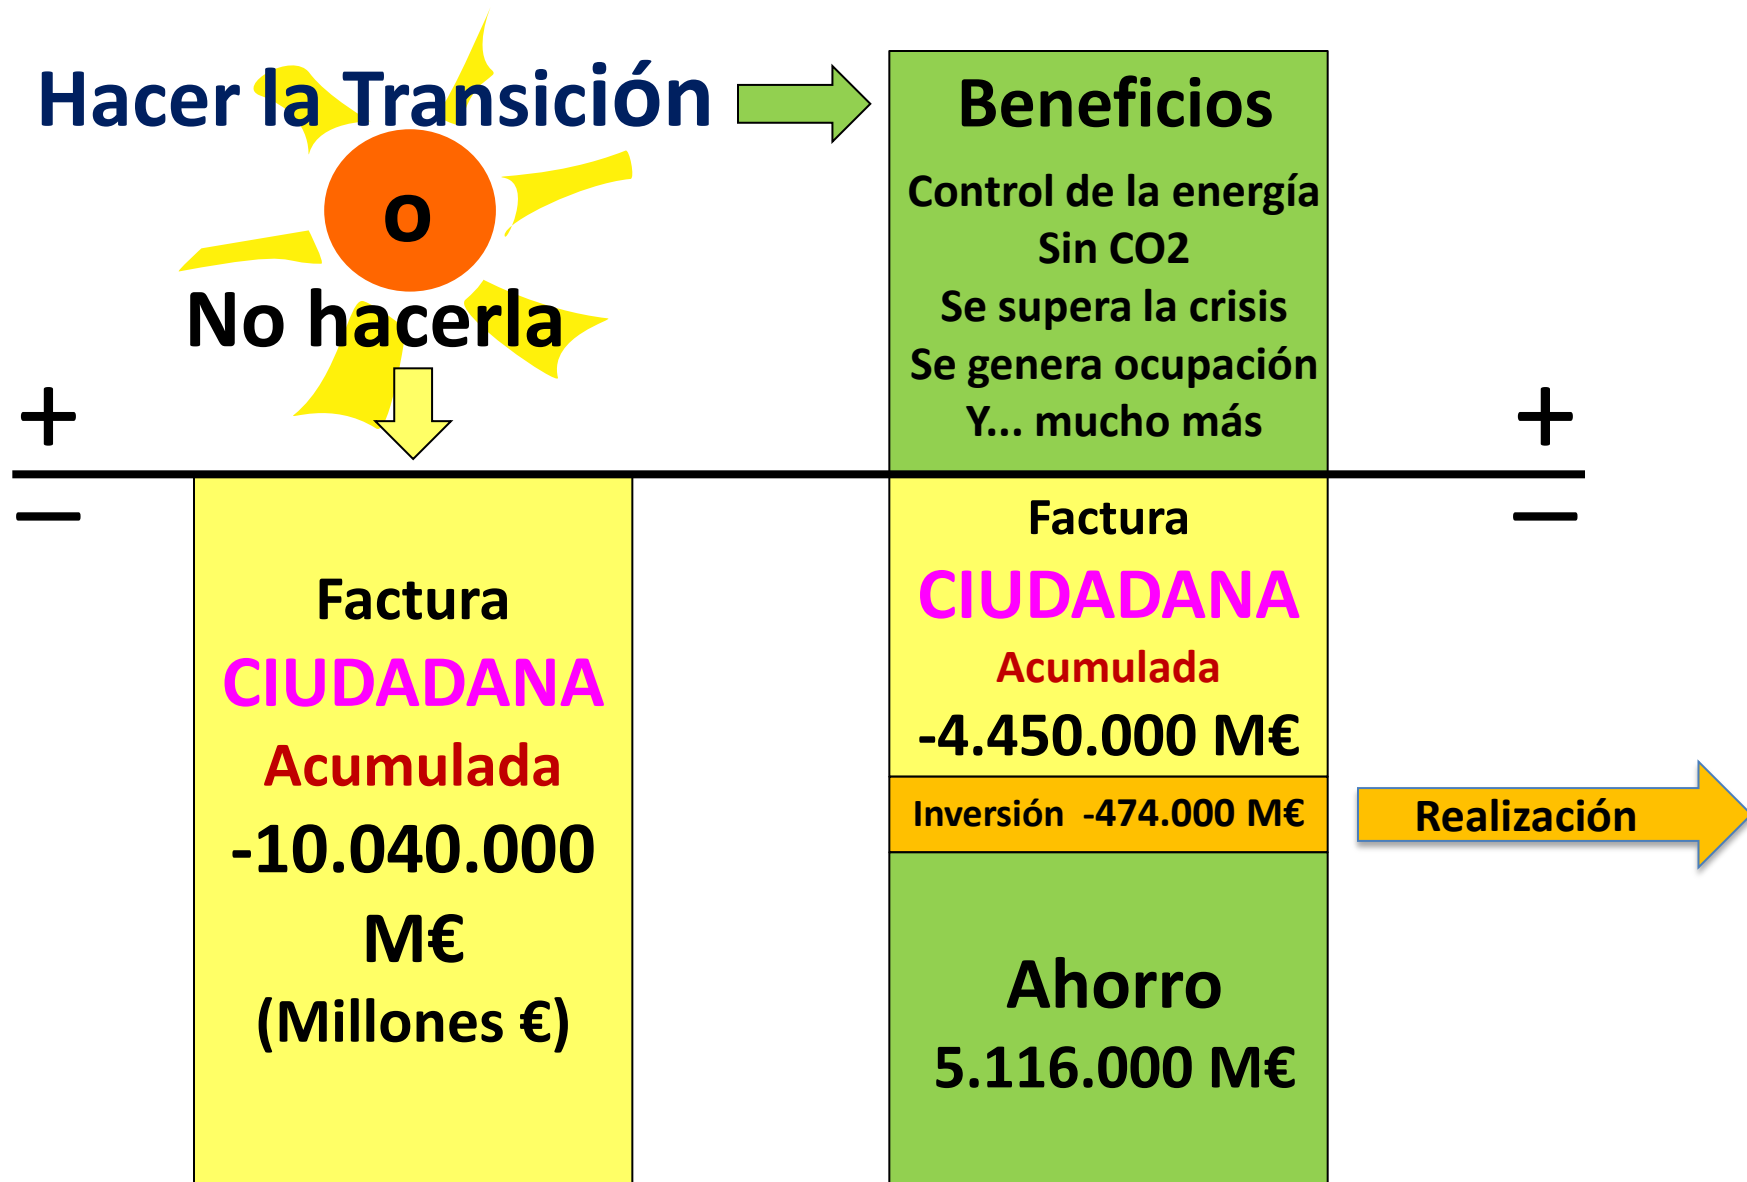 Hacer la Transición
o
No hacerla
Beneficios
Control de la energía
Sin CO2
Se supera la crisis
Se genera ocupación
Y... mucho más
+
+
–
–
Factura
CIUDADANA
Acumulada
-10.040.000
M€
(Millones €)
Factura
CIUDADANA
Acumulada
-4.450.000 M€
Inversión -474.000 M€
Realización
Ahorro
5.116.000 M€